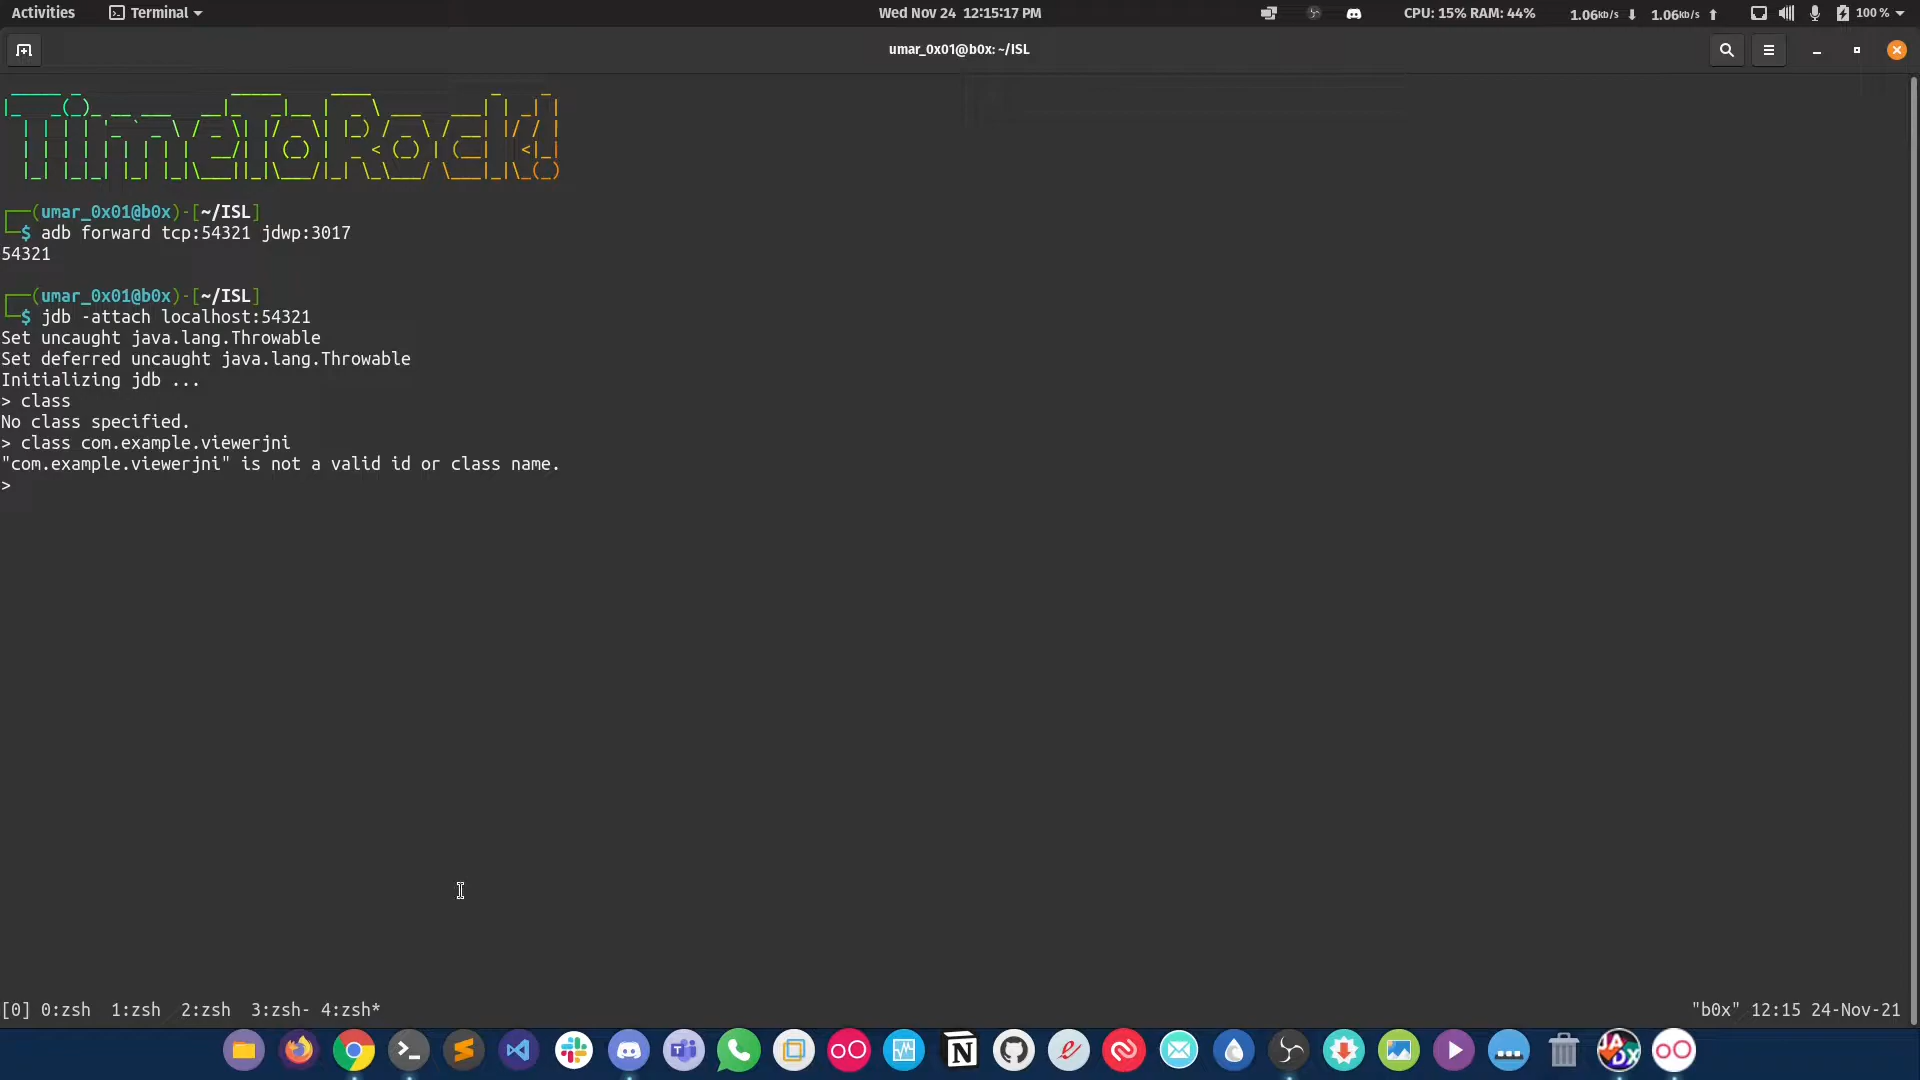 Activities Terminal Wed Nov 24 12:15:17 PM CPU: 15% RAM: 44% 1.06kb/s 1.06kb/s 100 %
umar_0x01@b0x: ~/ISL
TimeToRock!
(umar_0x01@b0x)-[~/ISL]
$ adb forward tcp:54321 jdwp:3017
54321
(umar_0x01@b0x)-[~/ISL]
$ jdb -attach localhost:54321
Set uncaught java.lang.Throwable
Set deferred uncaught java.lang.Throwable
Initializing jdb ...
> class
No class specified.
> class com.example.viewerjni
"com.example.viewerjni" is not a valid id or class name.
>
[0] 0:zsh 1:zsh 2:zsh 3:zsh- 4:zsh* "b0x" 12:15 24-Nov-21